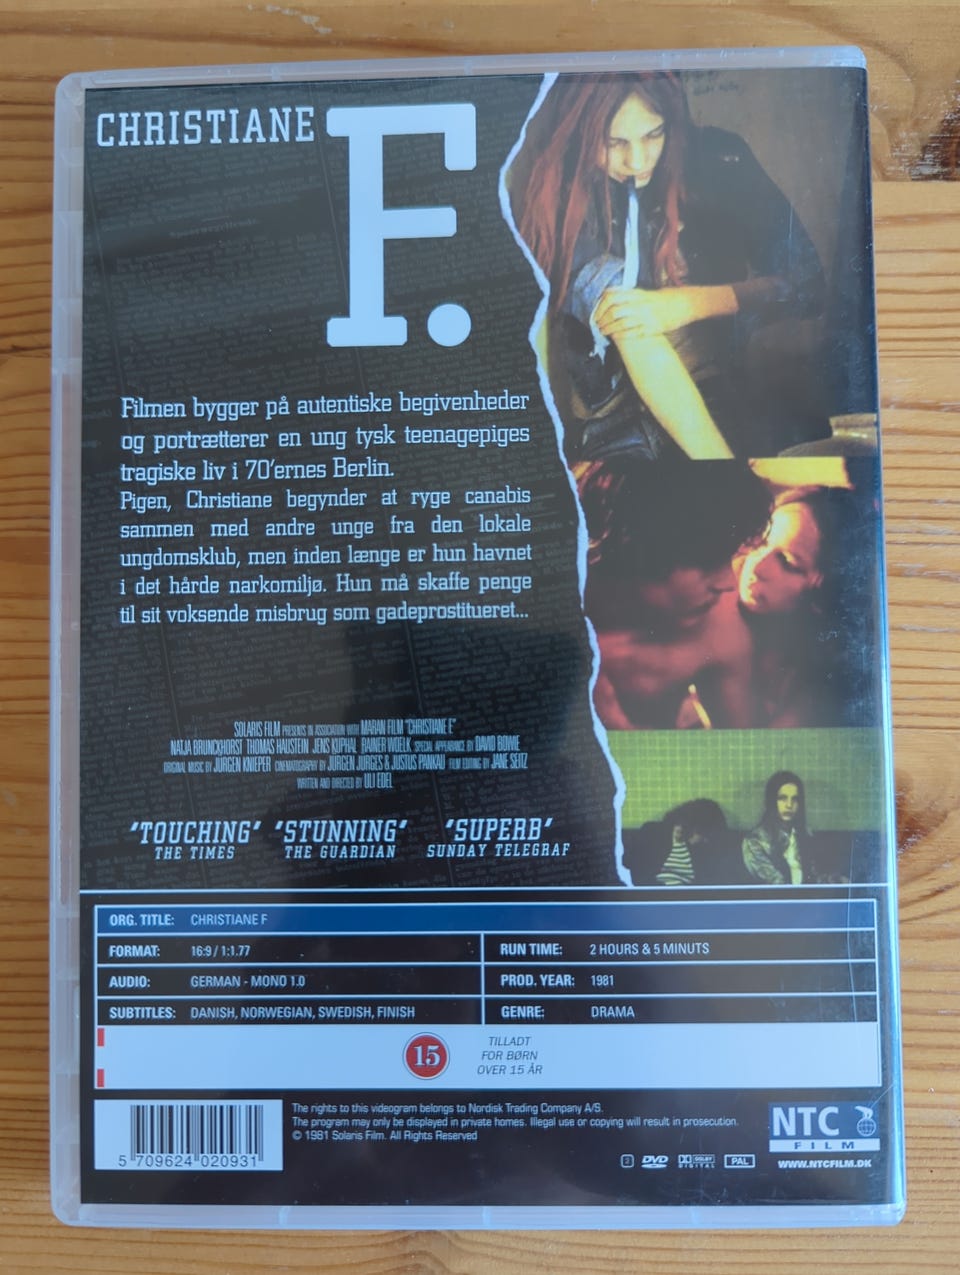 CHRISTIANE
F.
Filmen bygger på autentiske begivenheder
og portrætterer en ung tysk teenagepiges
tragiske liv i 70'ernes Berlin.
Pigen, Christiane begynder at ryge canabis
sammen med andre unge fra den lokale
ungdomsklub, men inden længe er hun havnet
i det hårde narkomiljø. Hun må skaffe penge
til sit voksende misbrug som gadeprostitueret...
SOLARIS FILM PRESENTS IN ASSOCIATION WITH MARAN FILM "CHRISTIANE F."
NATJA BRUNCKHORST THOMAS HAUSTEIN JENS KUPHAL RAINER WOELK SPECIAL APPEARANCE BY DAVID BOWIE
ORIGINAL MUSIC BY JÜRGEN KNIEPER CINEMATOGRAPHY BY JÜRGEN JÜRGES & JUSTUS PANKAU FILM EDITING BY JANE SEITZ
WRITTEN AND DIRECTED BY ULI EDEL
'TOUCHING' 'STUNNING' 'SUPERB'
THE TIMES THE GUARDIAN SUNDAY TELEGRAF
ORG. TITLE: CHRISTIANE F
FORMAT: 16:9 / 1:1.77 RUN TIME: 2 HOURS & 5 MINUTS
AUDIO: GERMAN - MONO 1.0 PROD. YEAR: 1981
SUBTITLES: DANISH, NORWEGIAN, SWEDISH, FINISH GENRE: DRAMA
15
TILLADT
FOR BØRN
OVER 15 ÅR
The rights to this videogram belongs to Nordisk Trading Company A/S.
The program may only be displayed in private homes. Illegal use or copying will result in prosecution.
© 1981 Solaris Film. All Rights Reserved
5 709624 020931
2 DVD DOLBY DIGITAL PAL
NTC
FILM
WWW.NTCFILM.DK